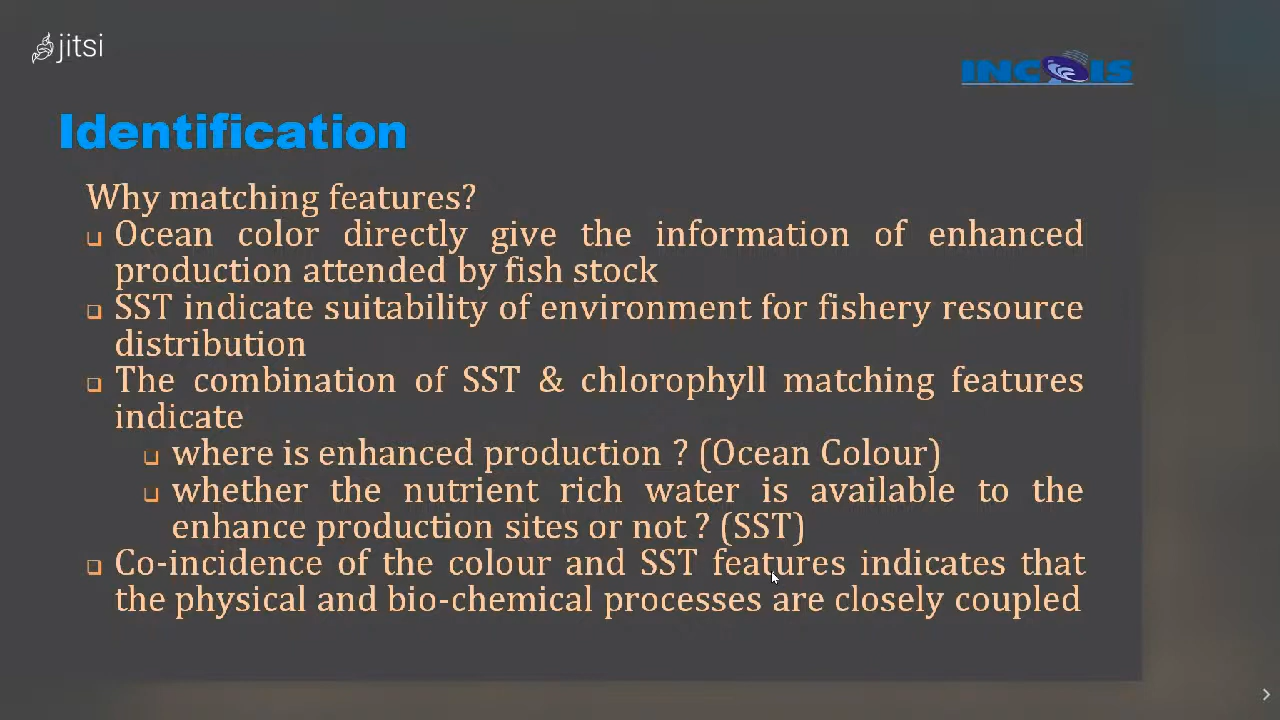 jitsi
INCOIS
Identification
Why matching features?
Ocean color directly give the information of enhanced
production attended by fish stock
SST indicate suitability of environment for fishery resource
distribution
The combination of SST & chlorophyll matching features
indicate
where is enhanced production ? (Ocean Colour)
whether the nutrient rich water is available to the
enhance production sites or not ? (SST)
Co-incidence of the colour and SST features indicates that
the physical and bio-chemical processes are closely coupled